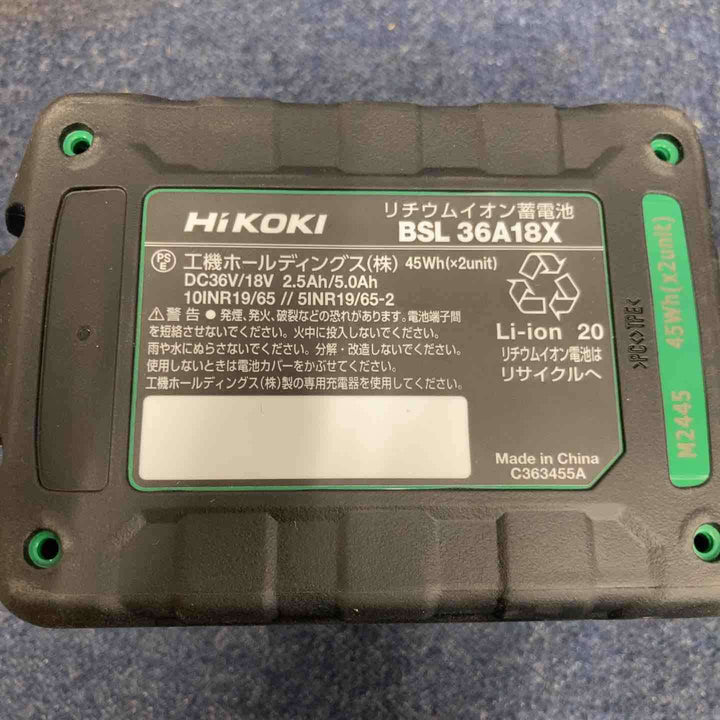 HiKOKI
リチウムイオン蓄電池
BSL 36A18X
PS
E
工機ホールディングス(株) 45Wh(×2unit)
DC36V/18V 2.5Ah/5.0Ah
10INR19/65 // 5INR19/65-2
⚠警告 ● 発煙、発火、破裂などの恐れがあります。電池端子間
を短絡させないでください。火中に投入しないでください。
雨や水にぬらさないでください。分解・改造しないでください。
使用しないときは電池カバーをかぶせてください。
工機ホールディングス(株)製の専用充電器を使用してください。
Li-ion 20
リチウムイオン電池は
リサイクルへ
Made in China
C363455A
>PC<>TPE<
M2445 45Wh(x2unit)